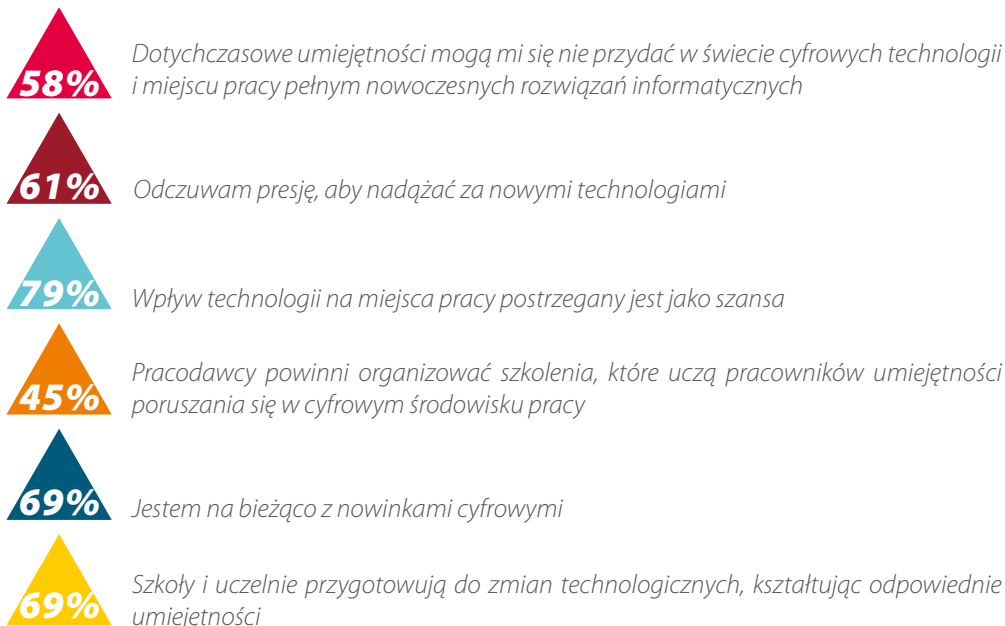 58%
Dotychczasowe umiejętności mogą mi się nie przydać w świecie cyfrowych technologii
i miejscu pracy pełnym nowoczesnych rozwiązań informatycznych
61%
Odczuwam presję, aby nadążać za nowymi technologiami
79%
Wpływ technologii na miejsca pracy postrzegany jest jako szansa
45%
Pracodawcy powinni organizować szkolenia, które uczą pracowników umiejętności
poruszania się w cyfrowym środowisku pracy
69%
Jestem na bieżąco z nowinkami cyfrowymi
69%
Szkoły i uczelnie przygotowują do zmian technologicznych, kształtując odpowiednie
umiejętności